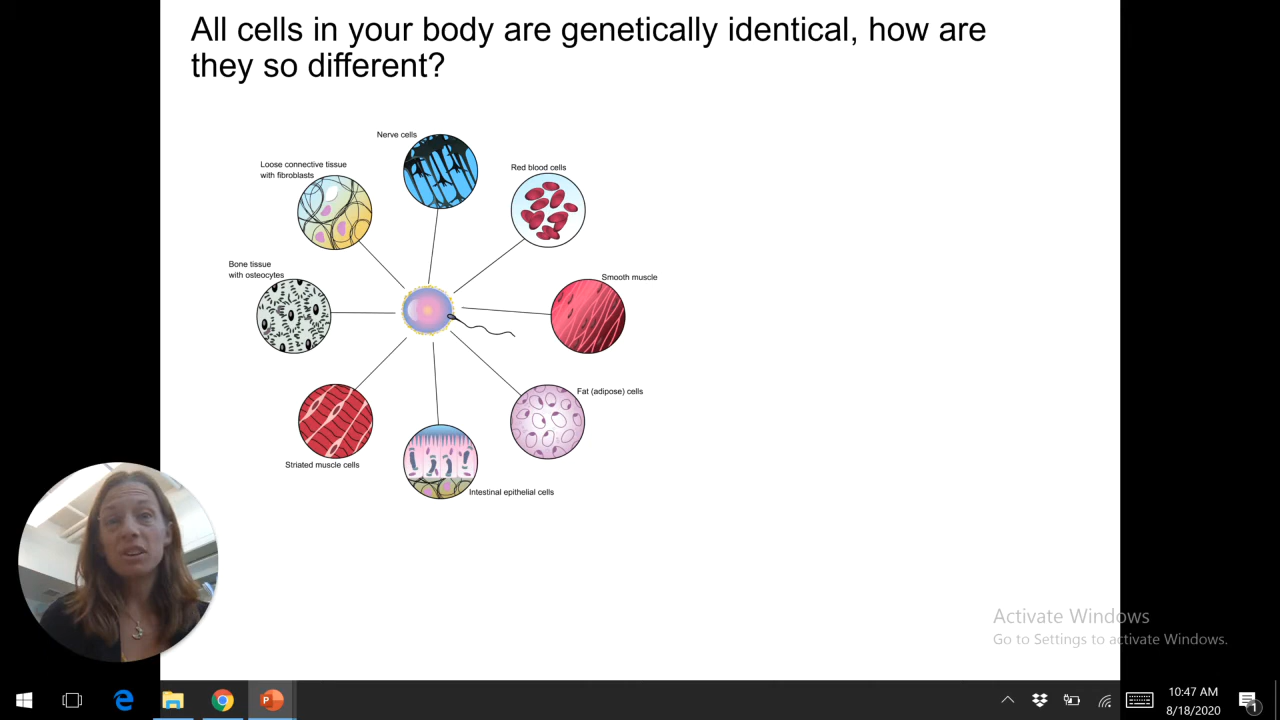 All cells in your body are genetically identical, how are
they so different?
Nerve cells
Loose connective tissue
with fibroblasts
Red blood cells
Bone tissue
with osteocytes
Smooth muscle
Fat (adipose) cells
Striated muscle cells
Intestinal epithelial cells
Activate Windows
Go to Settings to activate Windows.
10:47 AM
8/18/2020
1